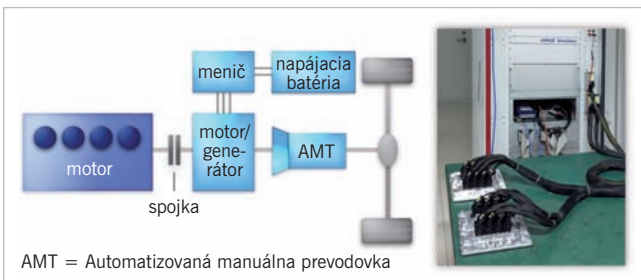 menič
napájacia
batéria
motor
spojka
motor/
gene-
rátor
AMT
AMT = Automatizovaná manuálna prevodovka